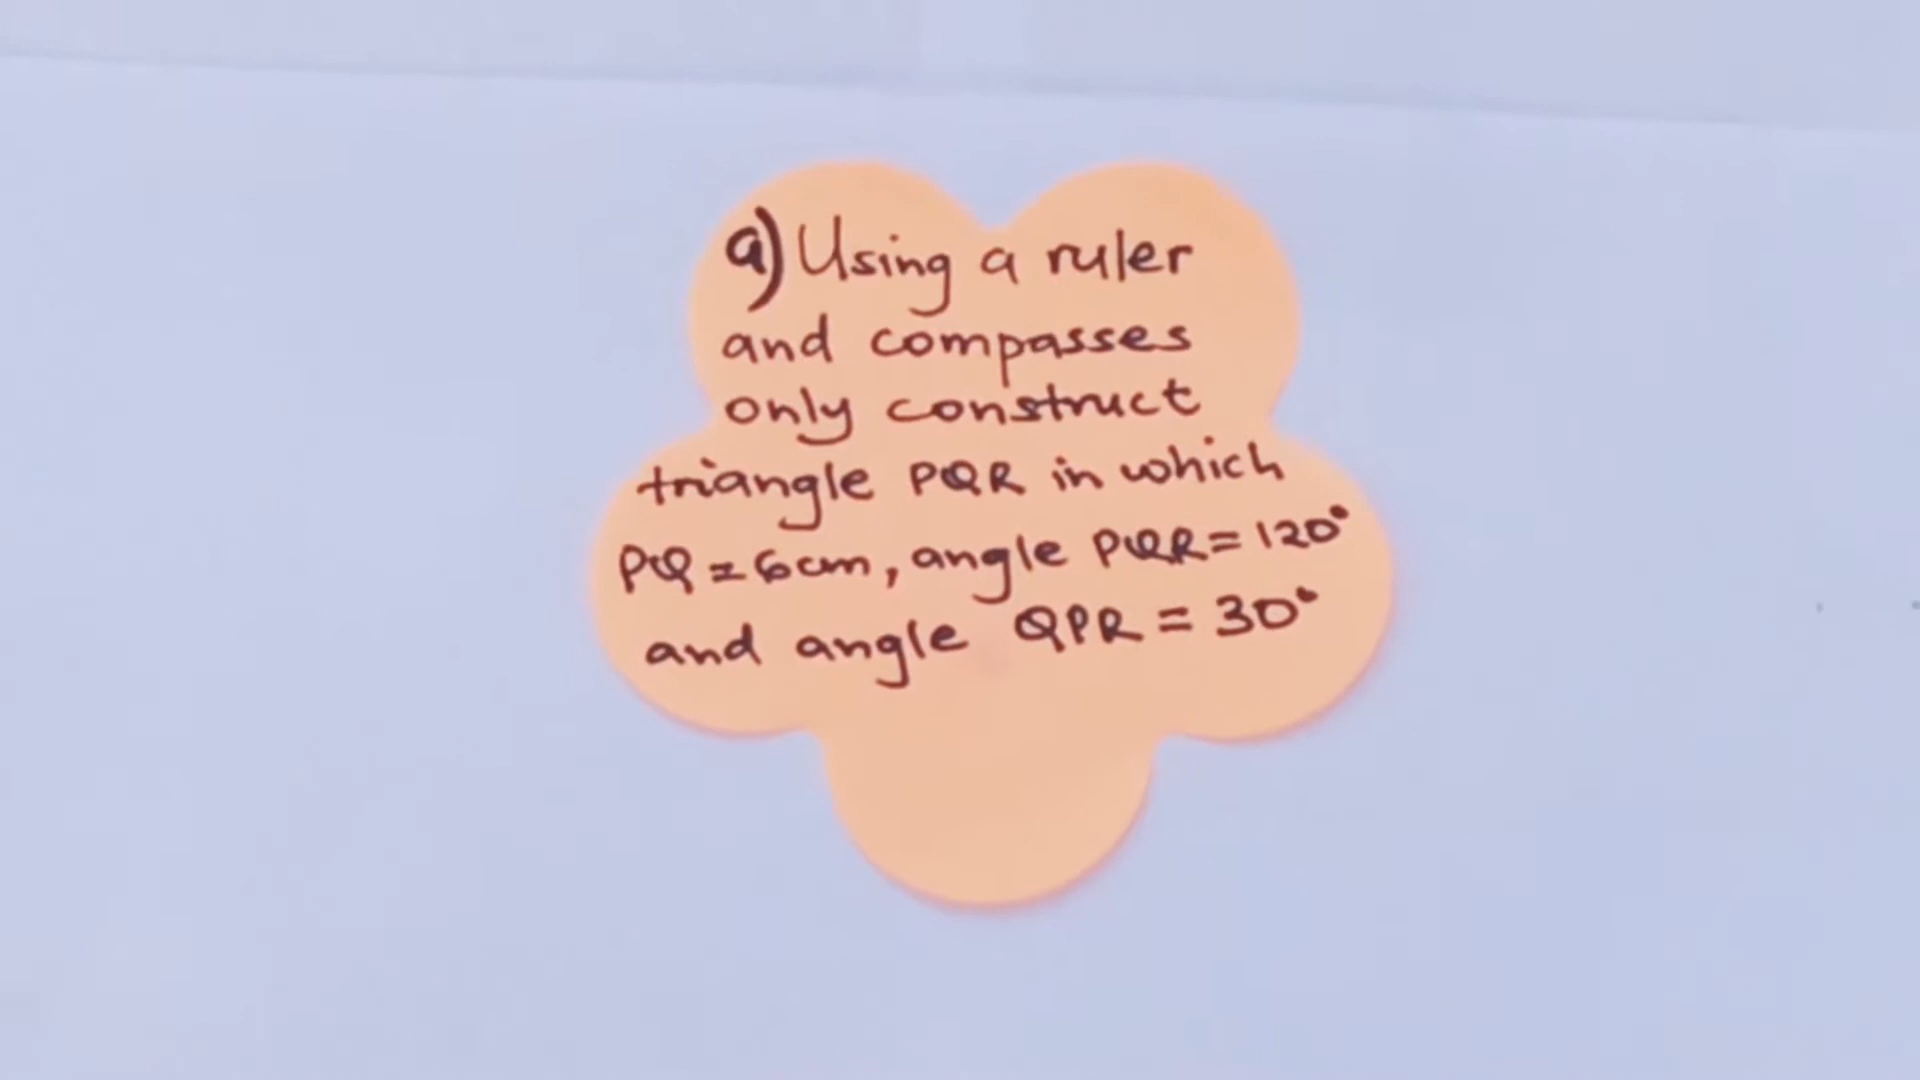 a) Using a ruler
and compasses
only construct
triangle PQR in which
PQ = 6cm, angle PQR = 120°
and angle QPR = 30°